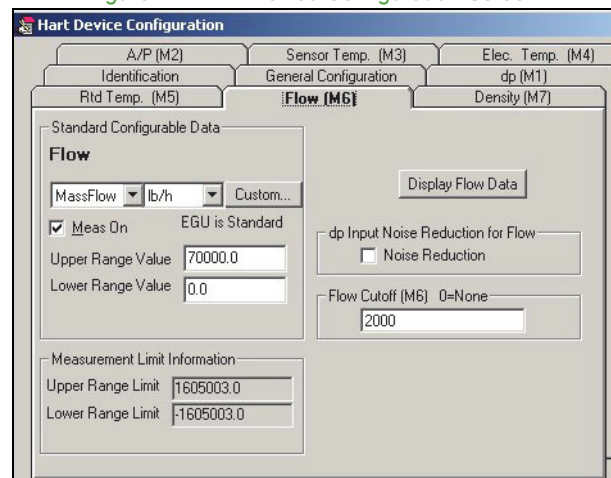 Hart Device Configuration
A/P (M2)
Sensor Temp. (M3)
Elec. Temp. (M4)
Identification
General Configuration
dp (M1)
Rtd Temp. (M5)
Flow (M6)
Density (M7)
Standard Configurable Data
Flow
MassFlow
lb/h
Custom...
Meas On
EGU is Standard
Upper Range Value
70000.0
Lower Range Value
0.0
Display Flow Data
dp Input Noise Reduction for Flow
Noise Reduction
Flow Cutoff (M6) 0=None
2000
Measurement Limit Information
Upper Range Limit
1605003.0
Lower Range Limit
-1605003.0